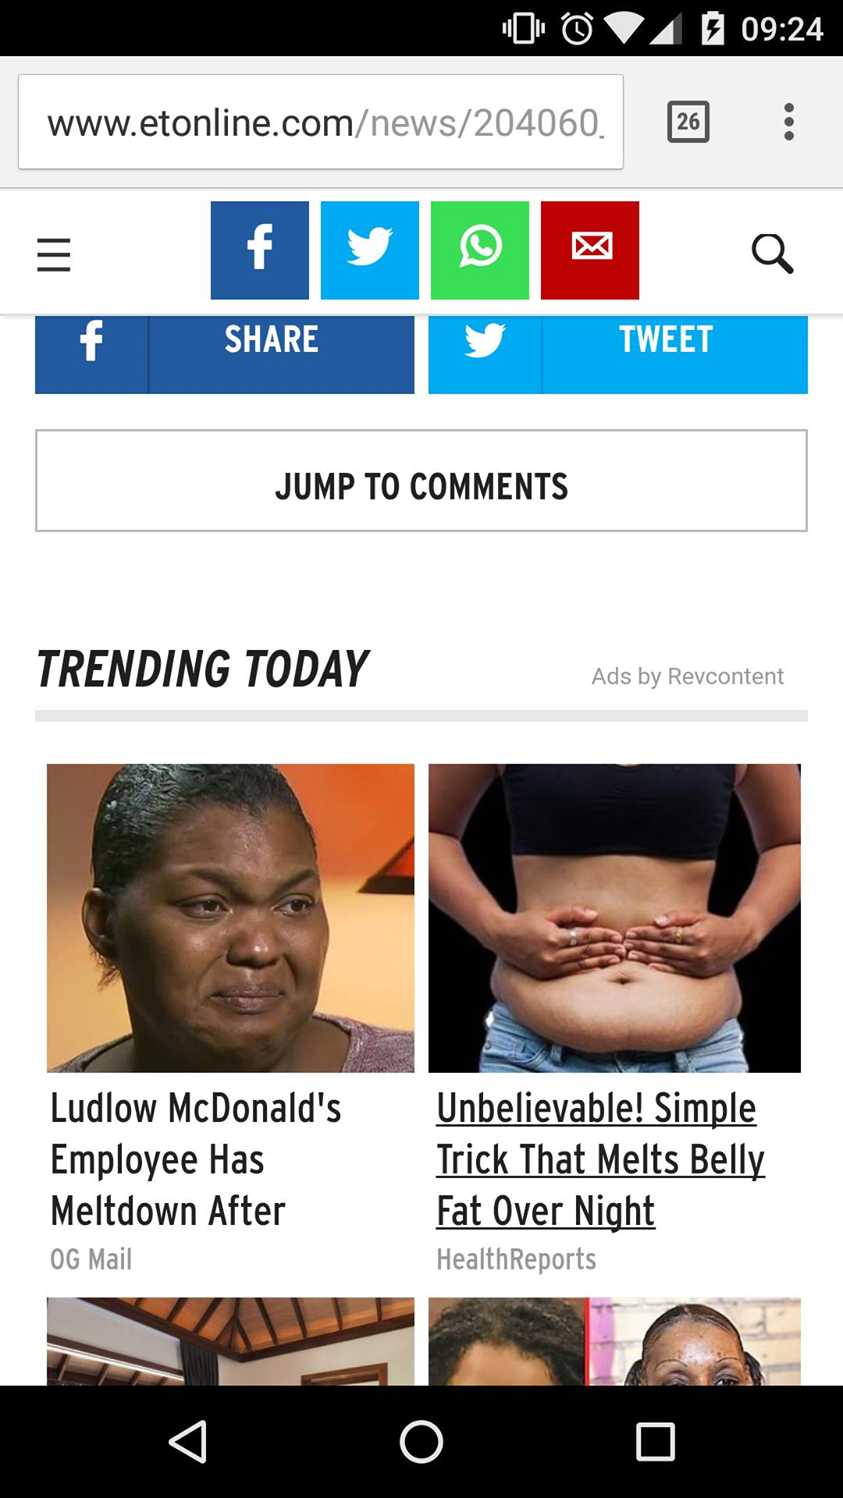 09:24
www.etonline.com/news/204060_
26
SHARE
TWEET
JUMP TO COMMENTS
TRENDING TODAY
Ads by Revcontent
Ludlow McDonald's
Employee Has
Meltdown After
OG Mail
Unbelievable! Simple
Trick That Melts Belly
Fat Over Night
HealthReports